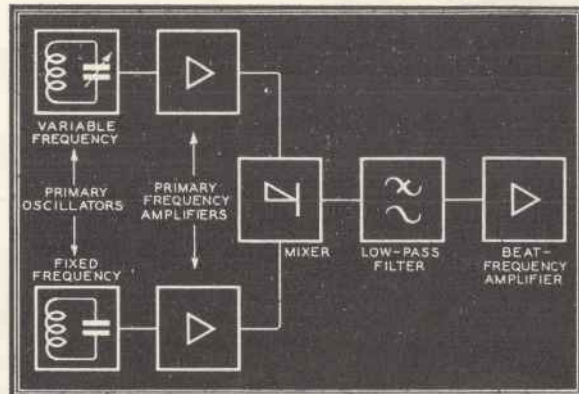 VARIABLE
FREQUENCY
PRIMARY
OSCILLATORS
FIXED
FREQUENCY
PRIMARY
FREQUENCY
AMPLIFIERS
MIXER
LOW-PASS
FILTER
BEAT-
FREQUENCY
AMPLIFIER